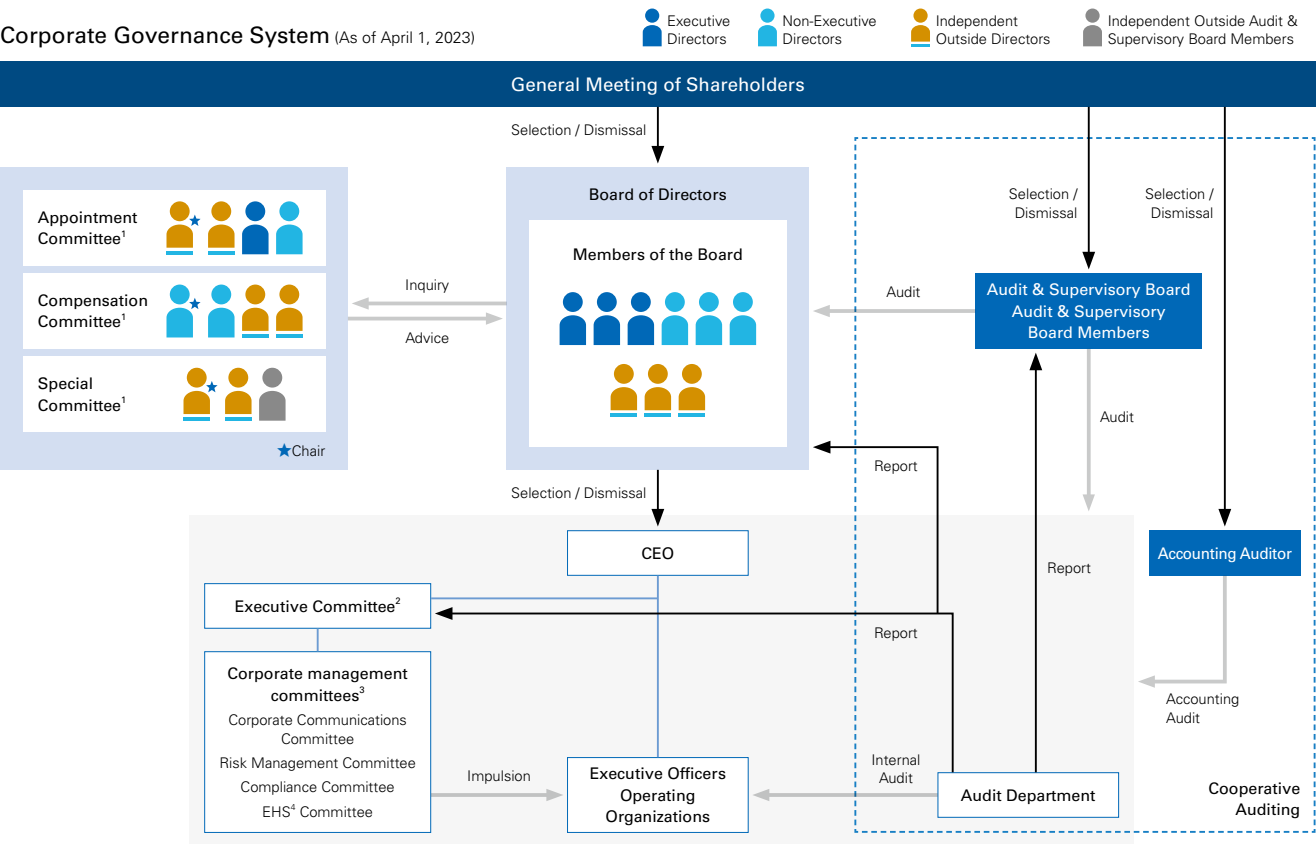 Corporate Governance System (As of April 1, 2023)
Executive
Directors
Non-Executive
Directors
Independent
Outside Directors
Independent Outside Audit &
Supervisory Board Members
General Meeting of Shareholders
Selection / Dismissal
Selection /
Dismissal
Selection /
Dismissal
Appointment
Committee1
Compensation
Committee1
Special
Committee1
★Chair
Inquiry
Advice
Board of Directors
Members of the Board
Audit
Audit & Supervisory Board
Audit & Supervisory
Board Members
Audit
Report
Selection / Dismissal
CEO
Accounting Auditor
Report
Executive Committee2
Report
Corporate management
committees3
Corporate Communications
Committee
Risk Management Committee
Compliance Committee
EHS4 Committee
Impulsion
Executive Officers
Operating
Organizations
Internal
Audit
Audit Department
Accounting
Audit
Cooperative
Auditing